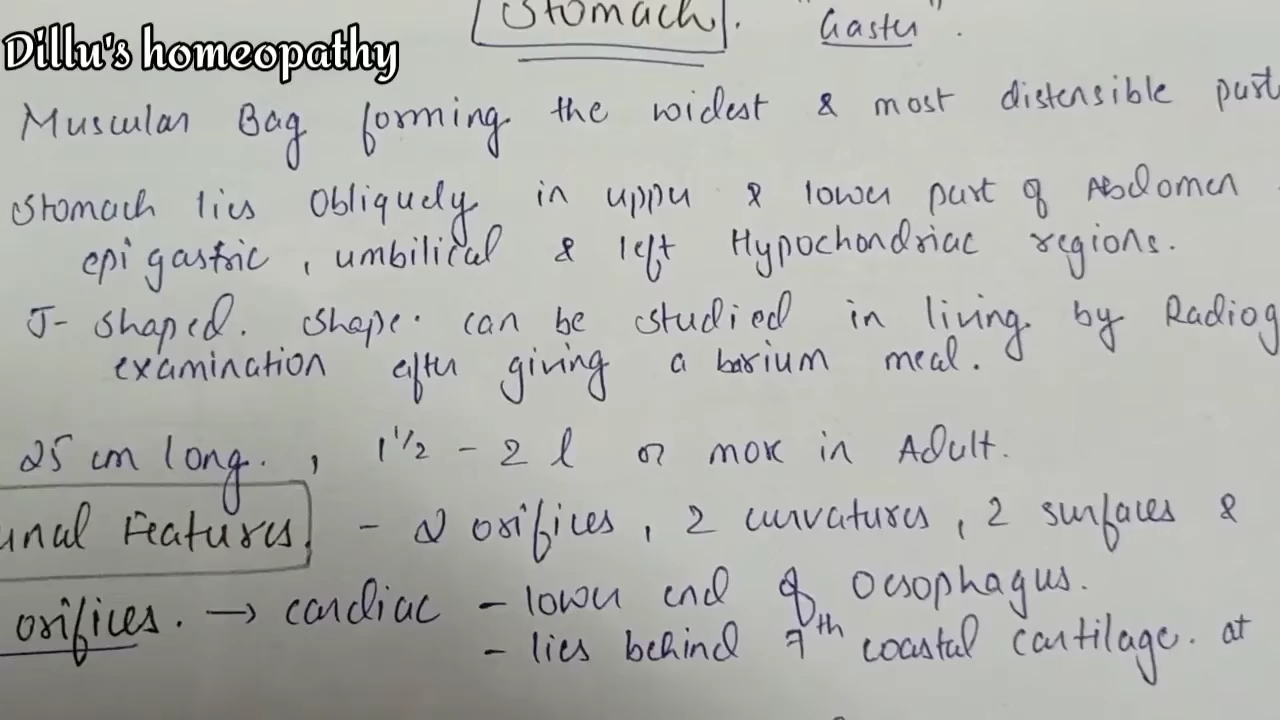 Stomach. "Gaster".
Dillu's homeopathy
Muscular Bag forming the widest & most distensible part
Stomach lies obliquely in upper & lower part of Abdomen
epigastric, umbilical & left Hypochondriac regions.
J- shaped. Shape. can be studied in living by Radiog
examination after giving a barium meal.
25 cm long. , 1 1/2 - 2 l or more in Adult.
rnal Features. - 2 orifices, 2 curvatures, 2 surfaces &
orifices. → cardiac - lower end of Oesophagus.
- lies behind 7th coastal cartilage. at